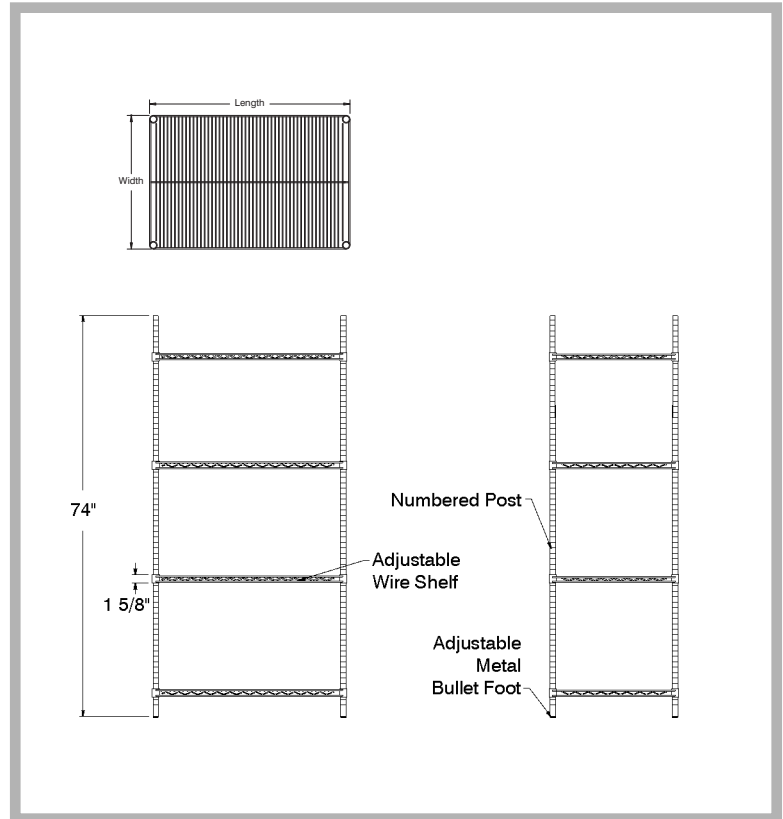 Length
Width
74"
1 5/8"
Adjustable
Wire Shelf
Numbered Post
Adjustable
Metal
Bullet Foot